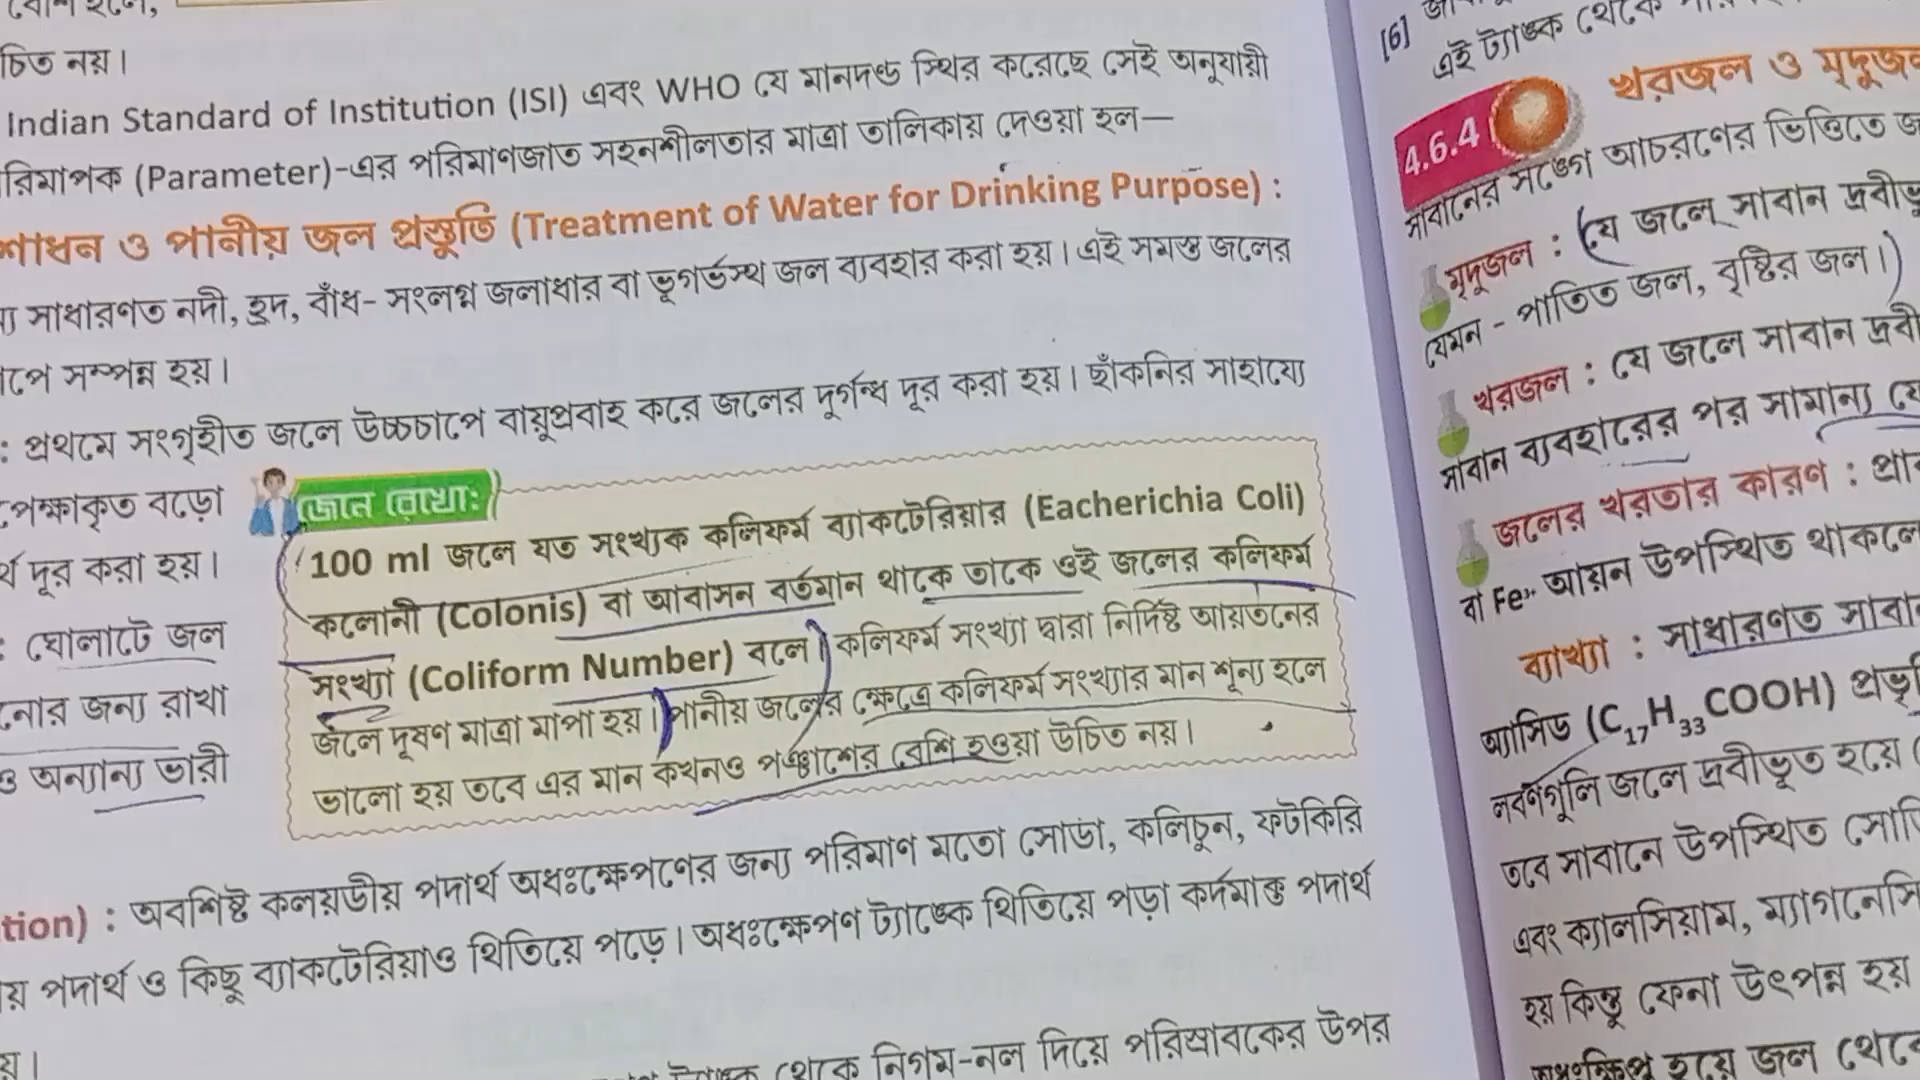 চিত নয়।
Indian Standard of Institution (ISI) এবং WHO যে মানদণ্ড স্থির করেছে সেই অনুযায়ী
রিমাপক (Parameter)-এর পরিমাণজাত সহনশীলতার মাত্রা তালিকায় দেওয়া হল—
শোধন ও পানীয় জল প্রস্তুতি (Treatment of Water for Drinking Purpose) :
্য সাধারণত নদী, হ্রদ, বাঁধ- সংলগ্ন জলাধার বা ভূগর্ভস্থ জল ব্যবহার করা হয়। এই সমস্ত জলের
াপে সম্পন্ন হয়।
: প্রথমে সংগৃহীত জলে উচ্চচাপে বায়ুপ্রবাহ করে জলের দুর্গন্ধ দূর করা হয়। ছাঁকনির সাহায্যে
পেক্ষাকৃত বড়ো
র্থ দূর করা হয়।
: ঘোলাটে জল
নোর জন্য রাখা
ও অন্যান্য ভারী
জেনে রেখো:
100 ml জলে যত সংখ্যক কলিফর্ম ব্যাকটেরিয়ার (Eacherichia Coli)
কলোনী (Colonis) বা আবাসন বর্তমান থাকে তাকে ওই জলের কলিফর্ম
সংখ্যা (Coliform Number) বলে। কলিফর্ম সংখ্যা দ্বারা নির্দিষ্ট আয়তনের
জলে দূষণ মাত্রা মাপা হয়। পানীয় জলের ক্ষেত্রে কলিফর্ম সংখ্যার মান শূন্য হলে
ভালো হয় তবে এর মান কখনও পঞ্চাশের বেশি হওয়া উচিত নয়।
tion) : অবশিষ্ট কলয়ডীয় পদার্থ অধঃক্ষেপণের জন্য পরিমাণ মতো সোডা, কলিচুন, ফটকিরি
য় পদার্থ ও কিছু ব্যাকটেরিয়াও থিতিয়ে পড়ে। অধঃক্ষেপণ ট্যাঙ্কে থিতিয়ে পড়া কর্দমাক্ত পদার্থ
য়।
থেকে নির্গম-নল দিয়ে পরিস্রাবকের উপর
[6]
এই ট্যাঙ্ক থেকে
4.6.4 খরজল ও মৃদুজল
সাবানের সঙ্গে আচরণের ভিত্তিতে জ
মৃদুজল : (যে জলে সাবান দ্রবীভূ
যেমন - পাতিত জল, বৃষ্টির জল।)
খরজল : যে জলে সাবান দ্রবী
সাবান ব্যবহারের পর সামান্য ফে
জলের খরতার কারণ : প্রা
বা Fe³⁺ আয়ন উপস্থিত থাকলে
ব্যাখ্যা : সাধারণত সাবান
অ্যাসিড (C₁₇H₃₃COOH) প্রভৃ
লবণগুলি জলে দ্রবীভূত হয়ে
তবে সাবানে উপস্থিত সোডি
এবং ক্যালসিয়াম, ম্যাগনেসি
হয় কিন্তু ফেনা উৎপন্ন হয়
অধঃক্ষিপ্ত হয়ে জল থেকে